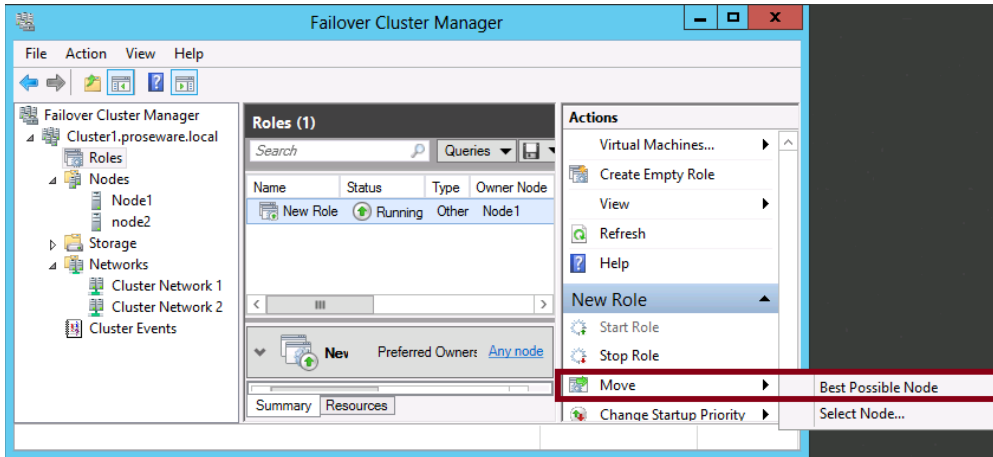 Failover Cluster Manager
File Action View Help
Failover Cluster Manager
Cluster1.proseware.local
Roles
Nodes
Node1
node2
Storage
Networks
Cluster Network 1
Cluster Network 2
Cluster Events
Roles (1)
Search Queries
Name Status Type Owner Node
New Role Running Other Node1
New Preferred Owners Any node
Summary Resources
Actions
Virtual Machines...
Create Empty Role
View
Refresh
Help
New Role
Start Role
Stop Role
Move
Change Startup Priority
Best Possible Node
Select Node...